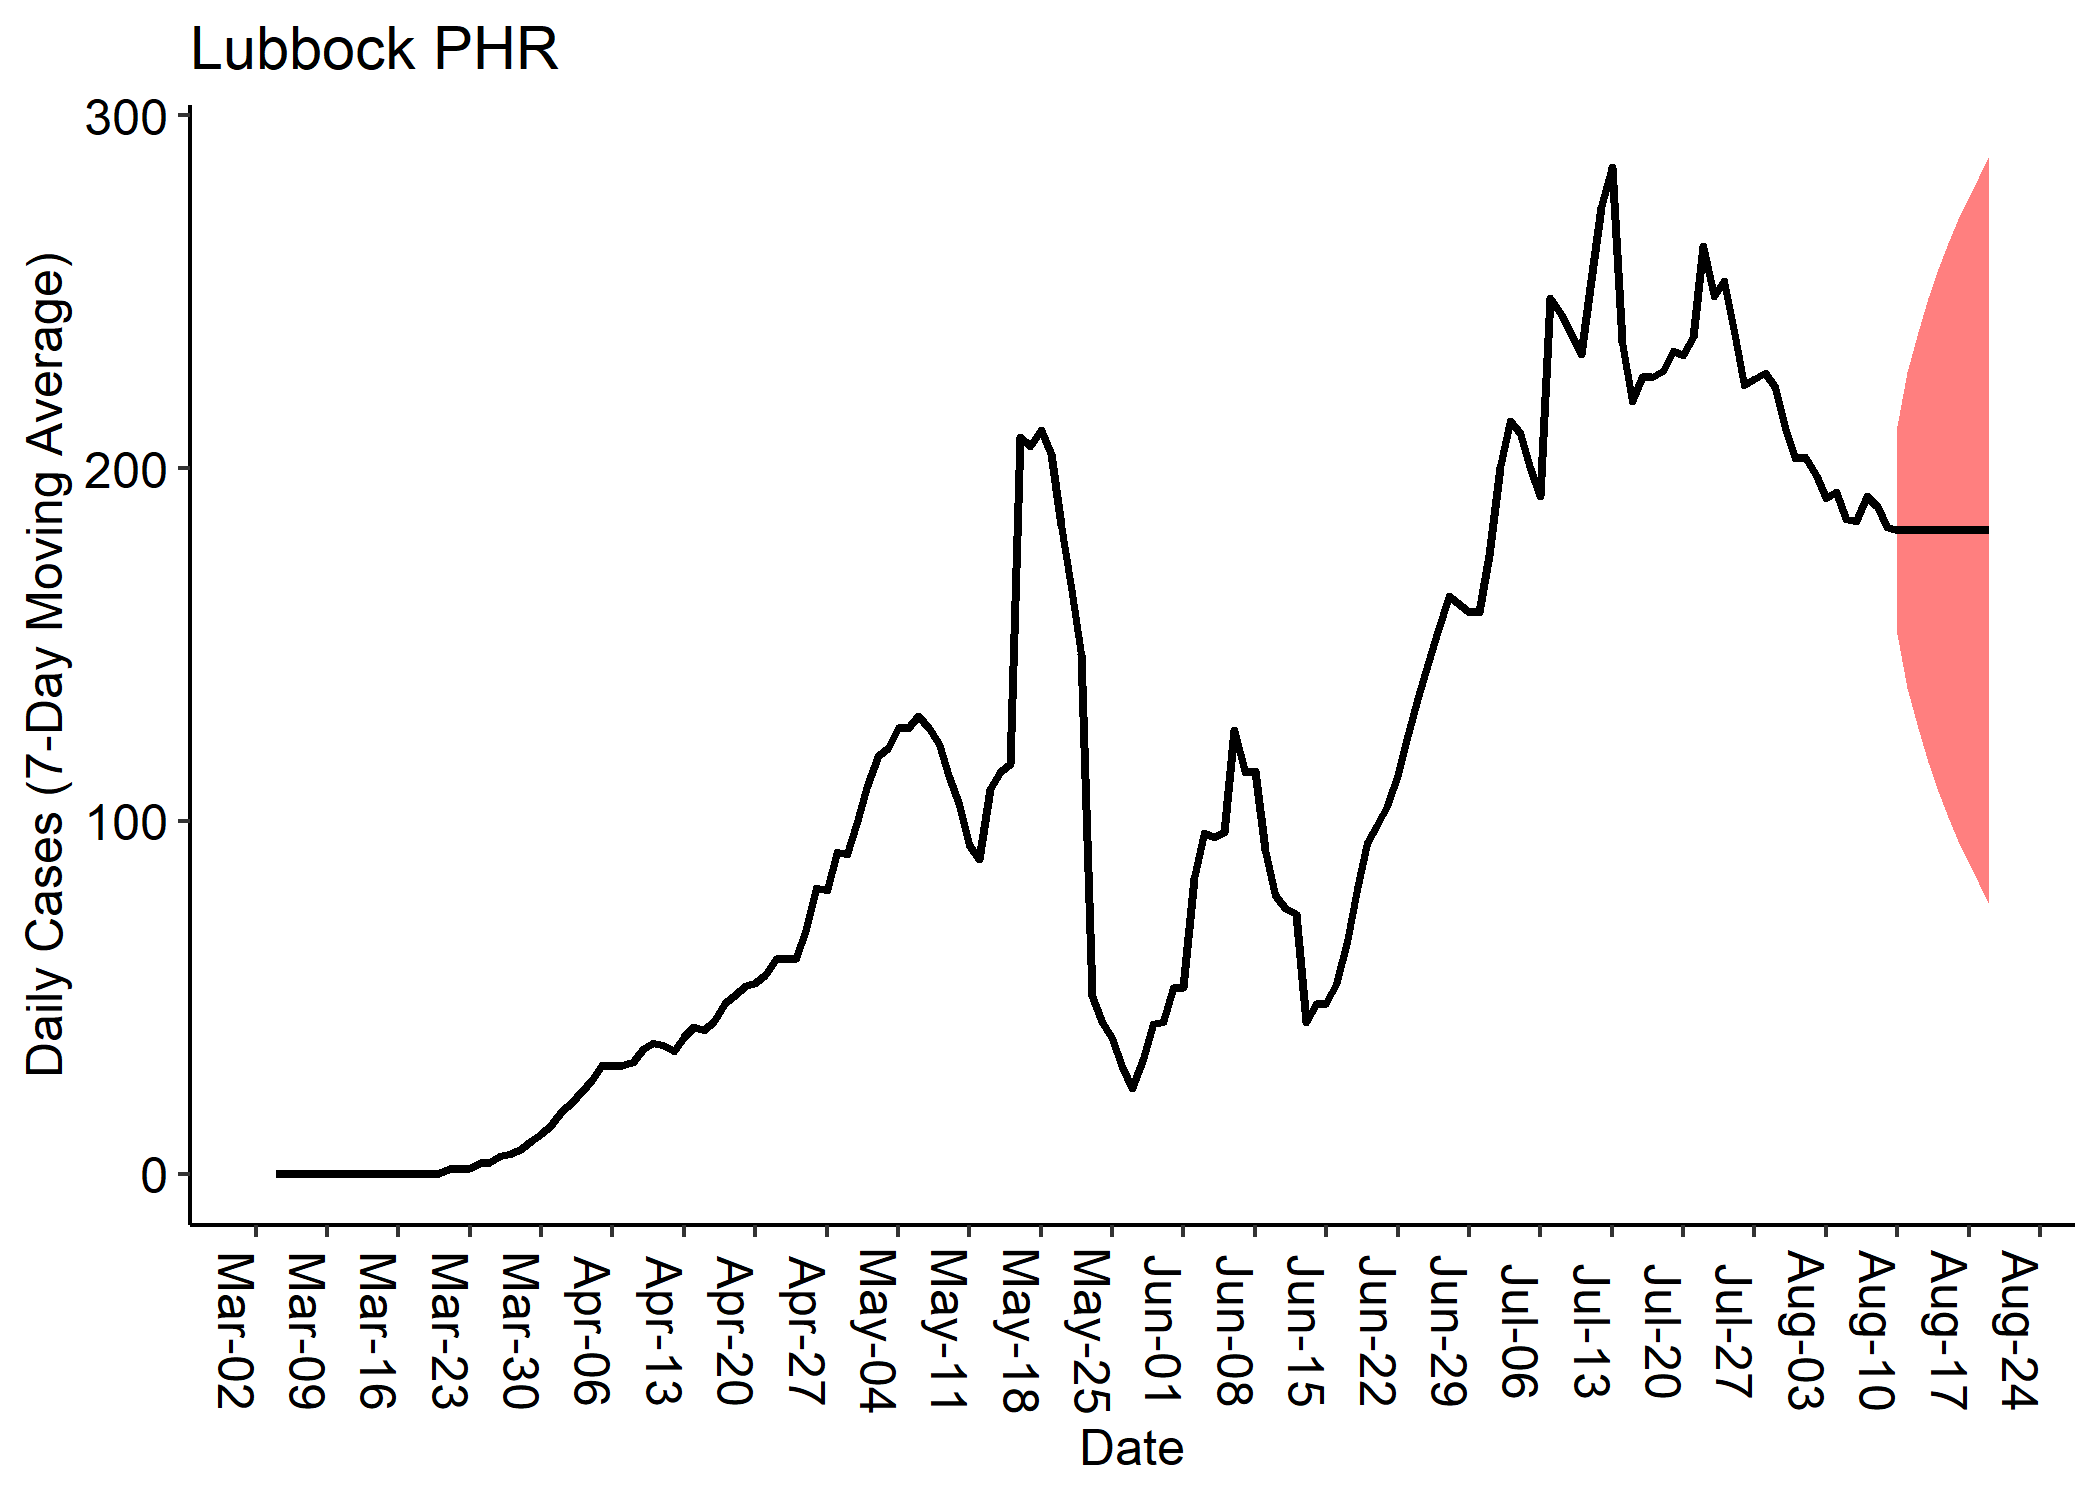 Lubbock PHR
Daily Cases (7-Day Moving Average)
300
200
100
0
Mar-02
Mar-09
Mar-16
Mar-23
Mar-30
Apr-06
Apr-13
Apr-20
Apr-27
May-04
May-11
May-18
May-25
Jun-01
Jun-08
Jun-15
Jun-22
Jun-29
Jul-06
Jul-13
Jul-20
Jul-27
Aug-03
Aug-10
Aug-17
Aug-24
Date